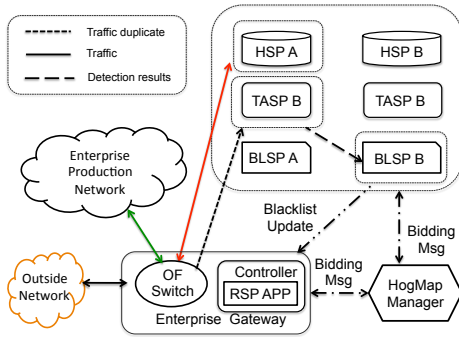 Traffic duplicate
Traffic
Detection results
HSP A
HSP B
TASP B
TASP B
BLSP A
BLSP B
Enterprise
Production
Network
Blacklist
Update
Bidding
Msg
Outside
Network
OF
Switch
Controller
RSP APP
Enterprise Gateway
Bidding
Msg
HogMap
Manager